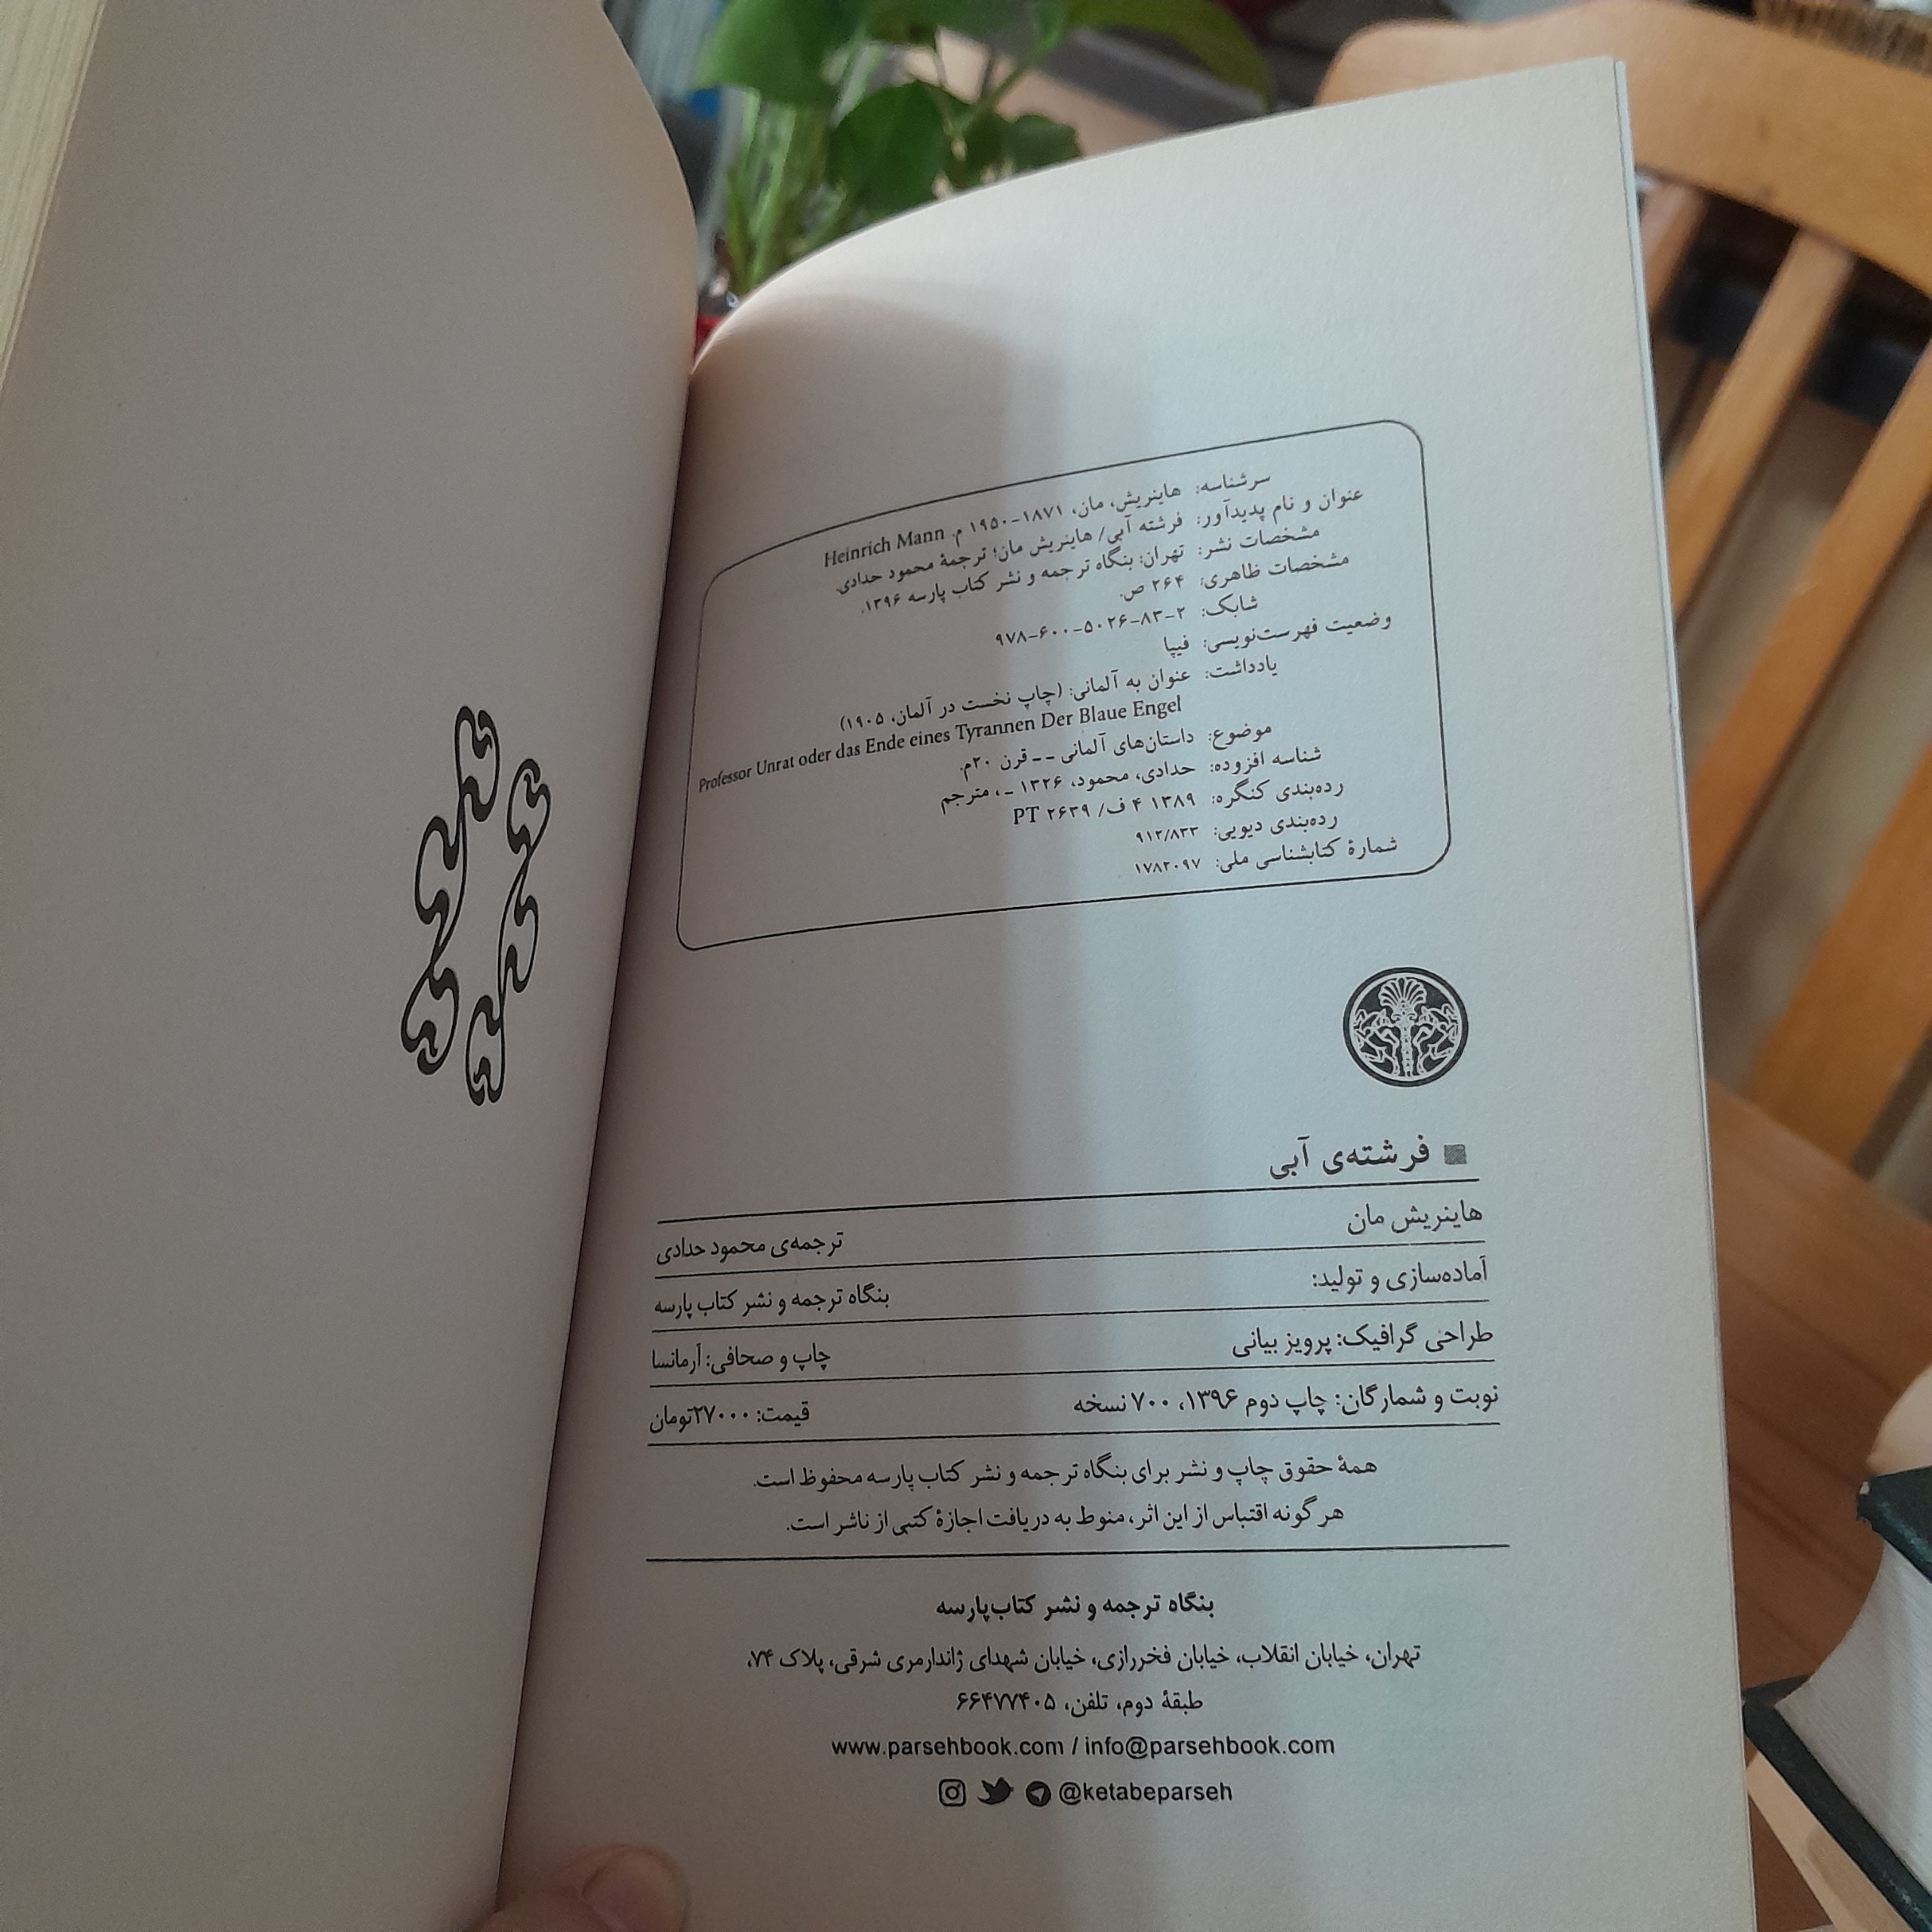 سرشناسه: هاینریش، مان، ۱۸۷۱-۱۹۵۰ م. Heinrich Mann
عنوان و نام پدیدآور: فرشته آبی/ هاینریش مان؛ ترجمهٔ محمود حدادی.
مشخصات نشر: تهران: بنگاه ترجمه و نشر کتاب پارسه ۱۳۹۶.
مشخصات ظاهری: ۲۶۴ ص.
شابک: ۹۷۸-۶۰۰-۵۰۲۶-۸۳-۲
وضعیت فهرست‌نویسی: فیپا
یادداشت: عنوان به آلمانی: (چاپ نخست در آلمان، ۱۹۰۵)
Professor Unrat oder das Ende eines Tyrannen Der Blaue Engel
موضوع: داستان‌های آلمانی -- قرن ۲۰م.
شناسه افزوده: حدادی، محمود، ۱۳۲۶ -، مترجم
رده‌بندی کنگره: ۱۳۸۹ ۴ ف/ ۲۶۳۹ PT
رده‌بندی دیویی: ۹۱۲/۸۳۳
شمارهٔ کتابشناسی ملی: ۱۷۸۲۰۹۷
فرشته‌ی آبی
هاینریش مان ترجمه‌ی محمود حدادی
آماده‌سازی و تولید: بنگاه ترجمه و نشر کتاب پارسه
طراحی گرافیک: پرویز بیانی چاپ و صحافی: آرمانسا
نوبت و شمارگان: چاپ دوم ۱۳۹۶، ۷۰۰ نسخه قیمت: ۲۷۰۰۰تومان
همهٔ حقوق چاپ و نشر برای بنگاه ترجمه و نشر کتاب پارسه محفوظ است.
هر گونه اقتباس از این اثر، منوط به دریافت اجازهٔ کتبی از ناشر است.
بنگاه ترجمه و نشر کتاب‌پارسه
تهران، خیابان انقلاب، خیابان فخررازی، خیابان شهدای ژاندارمری شرقی، پلاک ۷۴،
طبقهٔ دوم، تلفن، ۶۶۴۷۷۴۰۵
www.parsehbook.com / info@parsehbook.com
@ketabeparseh